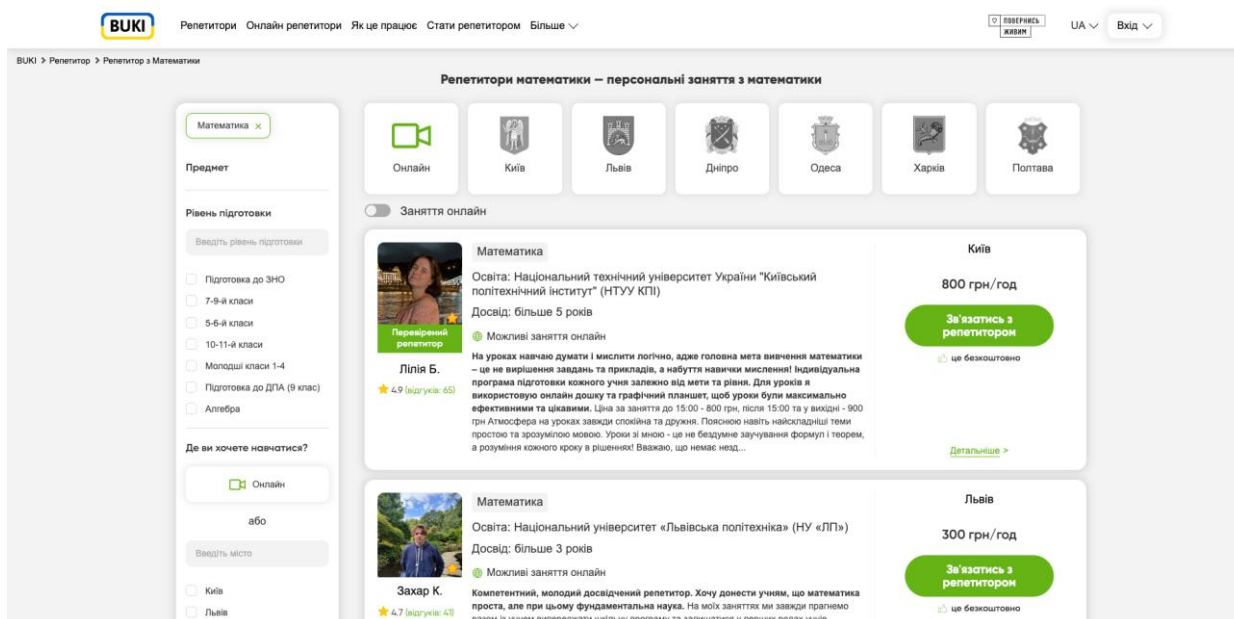 BUKI
Репетитори Онлайн репетитори Як це працює Стати репетитором Більше
ПОВЕРНИСЬ
ЖИВИМ
UA
Вхід
BUKI > Репетитор > Репетитор з Математики
Репетитори математики — персональні заняття з математики
Математика ×
Предмет
Рівень підготовки
Введіть рівень підготовки
Підготовка до ЗНО
7-9-й класи
5-6-й класи
10-11-й класи
Молодші класи 1-4
Підготовка до ДПА (9 клас)
Алгебра
Де ви хочете навчатися?
Онлайн
або
Введіть місто
Київ
Львів
Онлайн
Київ
Львів
Дніпро
Одеса
Харків
Полтава
Заняття онлайн
Перевірений
репетитор
Лілія Б.
4.9 (відгуків: 65)
Математика
Освіта: Національний технічний університет України "Київський
політехнічний інститут" (НТУУ КПІ)
Досвід: більше 5 років
Можливі заняття онлайн
На уроках навчаю думати і мислити логічно, адже головна мета вивчення математики
– це не вирішення завдань та прикладів, а набуття навички мислення! Індивідуальна
програма підготовки кожного учня залежно від мети та рівня. Для уроків я
використовую онлайн дошку та графічний планшет, щоб уроки були максимально
ефективними та цікавими. Ціна за заняття до 15:00 - 800 грн, після 15:00 та у вихідні - 900
грн Атмосфера на уроках завжди спокійна та дружня. Пояснюю навіть найскладніші теми
простою та зрозумілою мовою. Уроки зі мною - це не бездумне заучування формул і теорем,
а розуміння кожного кроку в рішеннях! Вважаю, що немає незд...
Київ
800 грн/год
Зв'язатись з
репетитором
це безкоштовно
Детальніше >
Захар К.
4.7 (відгуків: 41)
Математика
Освіта: Національний університет «Львівська політехніка» (НУ «ЛП»)
Досвід: більше 3 років
Можливі заняття онлайн
Компетентний, молодий досвідчений репетитор. Хочу донести учням, що математика
проста, але при цьому фундаментальна наука. На моїх заняттях ми завжди прагнемо
Львів
300 грн/год
Зв'язатись з
репетитором
це безкоштовно